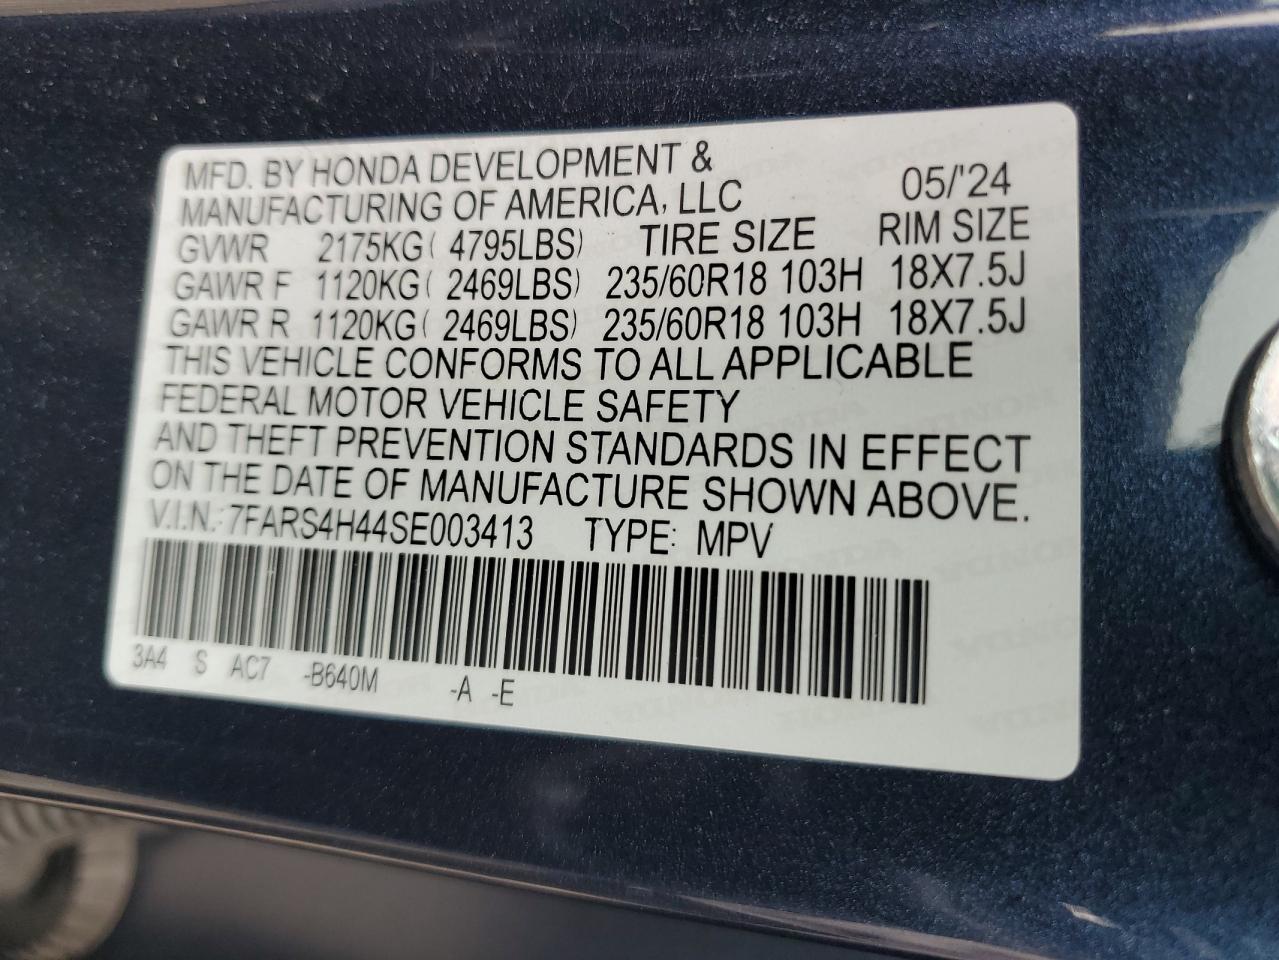 MFD. BY HONDA DEVELOPMENT &
MANUFACTURING OF AMERICA, LLC 05/'24
GVWR 2175KG( 4795LBS) TIRE SIZE RIM SIZE
GAWR F 1120KG( 2469LBS) 235/60R18 103H 18X7.5J
GAWR R 1120KG( 2469LBS) 235/60R18 103H 18X7.5J
THIS VEHICLE CONFORMS TO ALL APPLICABLE
FEDERAL MOTOR VEHICLE SAFETY
AND THEFT PREVENTION STANDARDS IN EFFECT
ON THE DATE OF MANUFACTURE SHOWN ABOVE.
V.I.N.: 7FARS4H44SE003413 TYPE: MPV
3A4 S AC7 -B640M -A -E